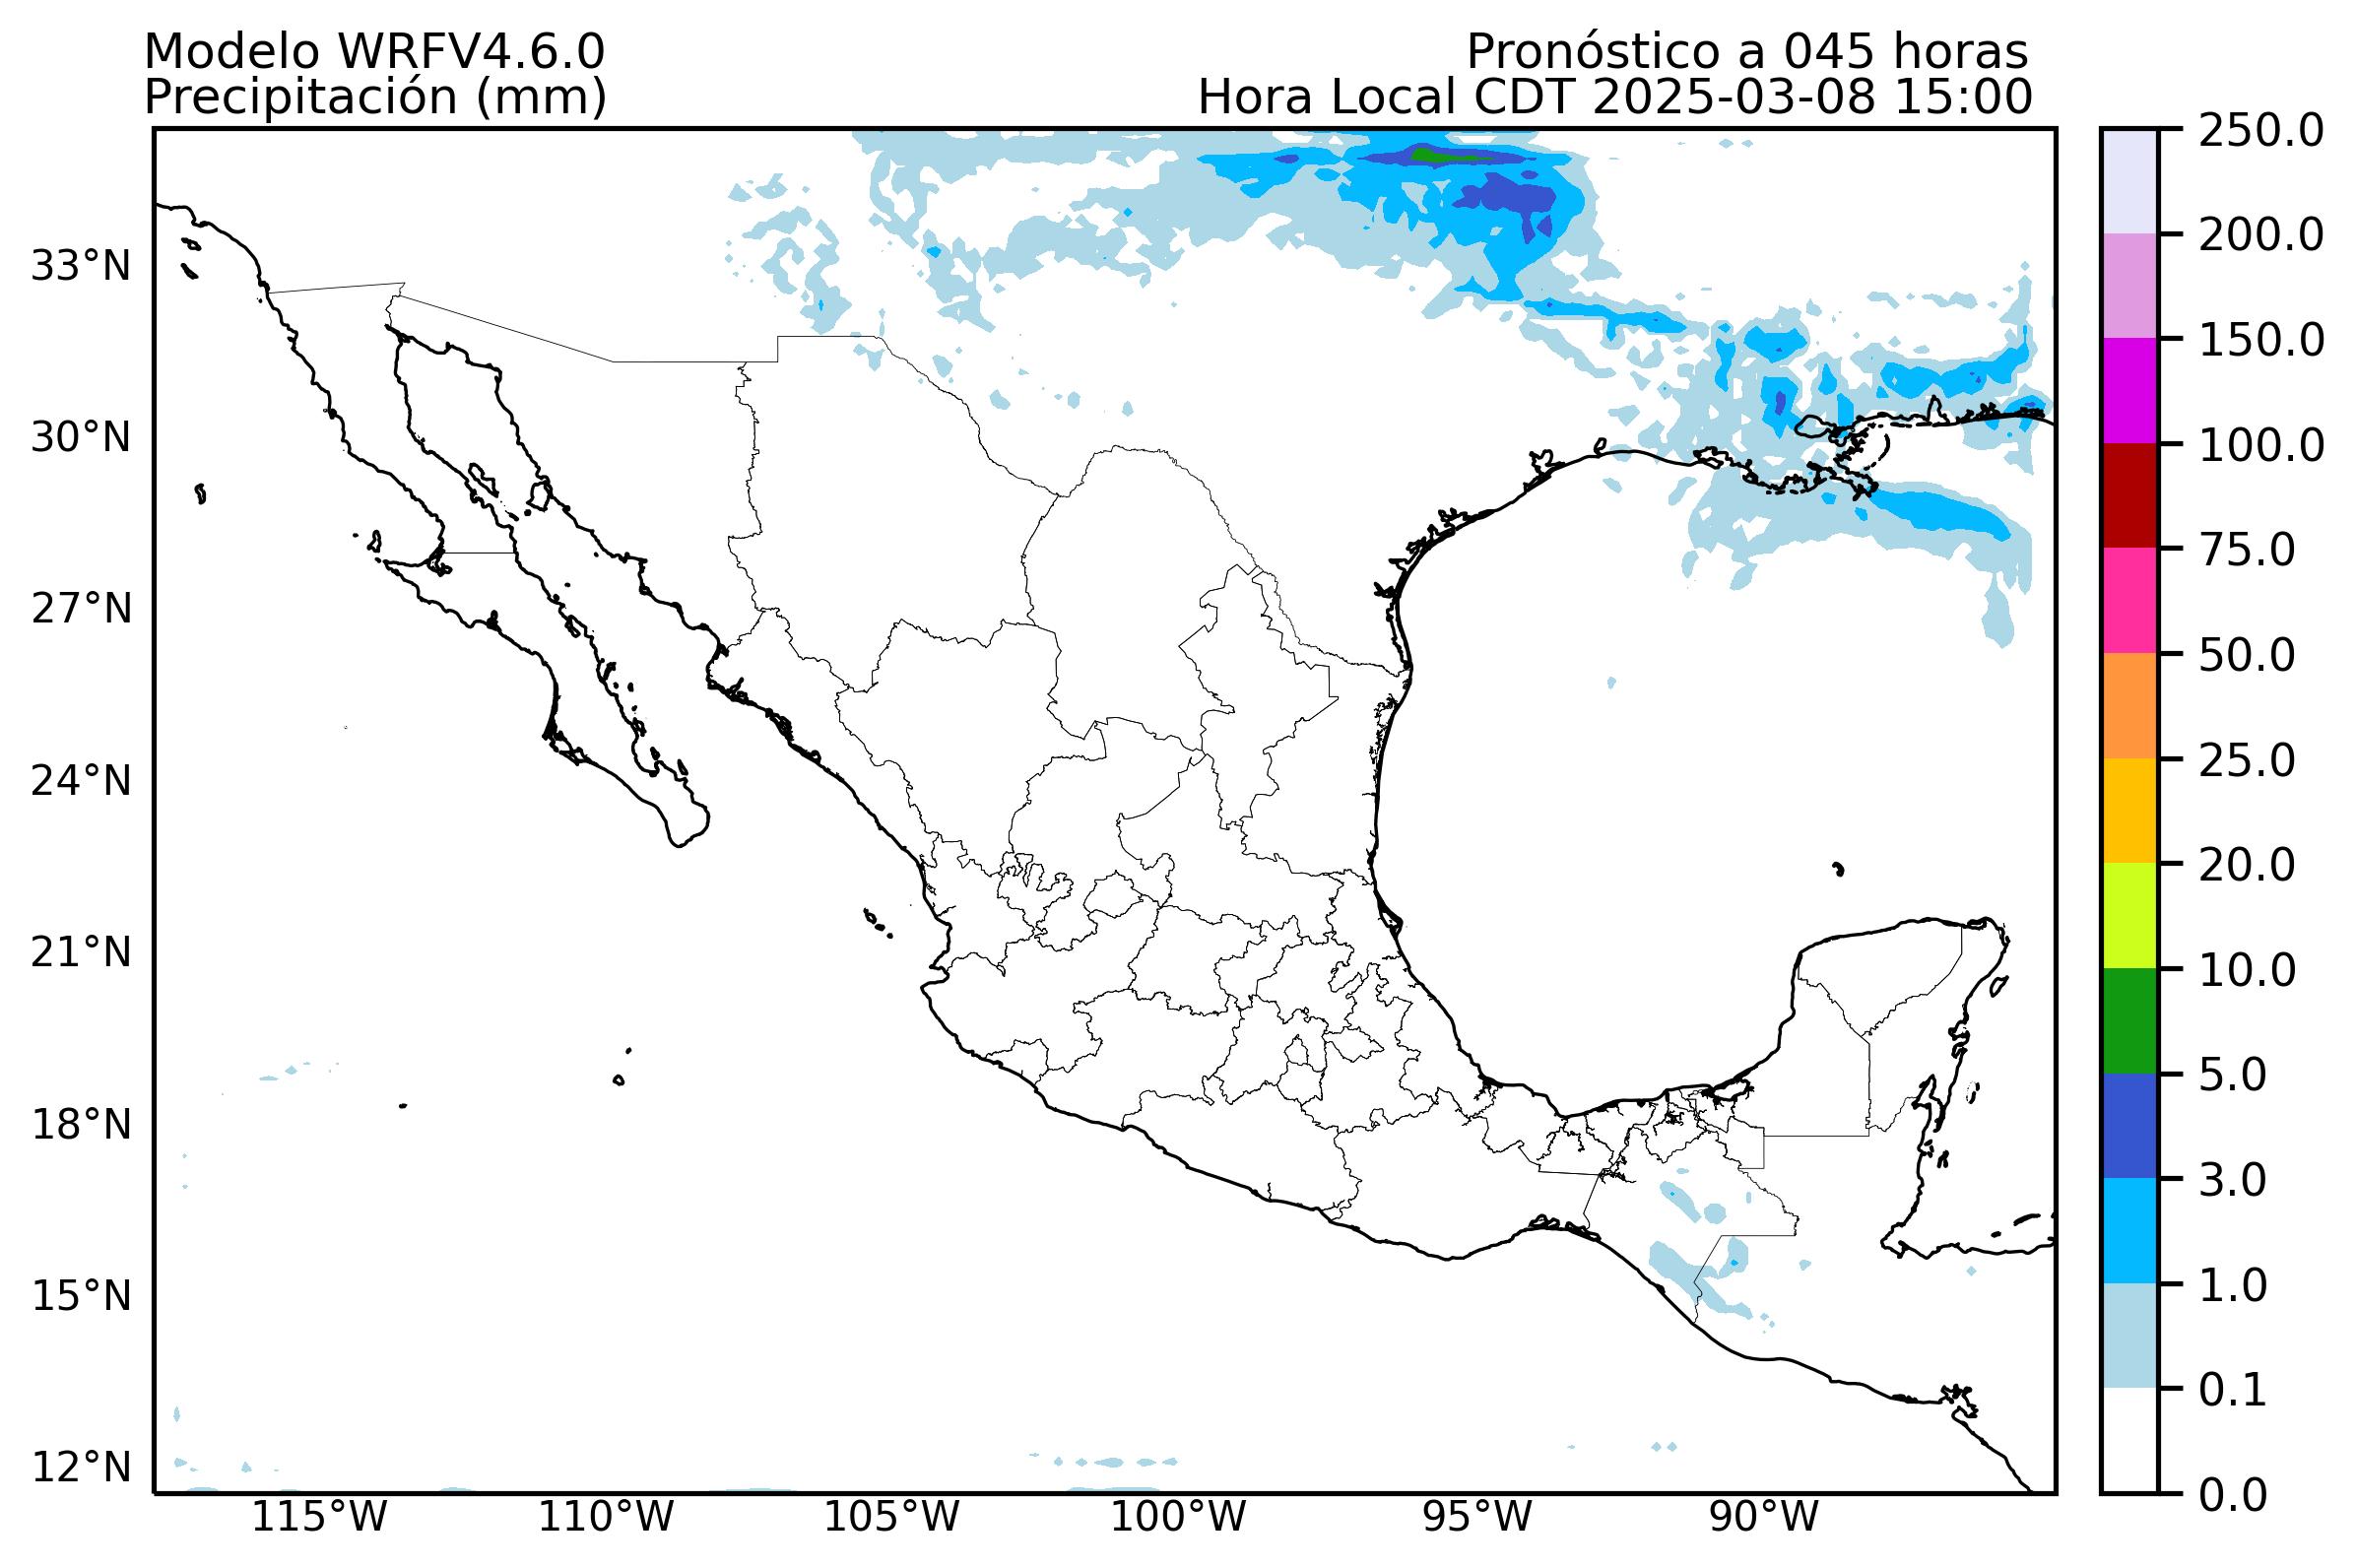 Modelo WRFV4.6.0
Pronóstico a 045 horas
Precipitación (mm)
Hora Local CDT 2025-03-08 15:00
33°N
30°N
27°N
24°N
21°N
18°N
15°N
12°N
115°W
110°W
105°W
100°W
95°W
90°W
250.0
200.0
150.0
100.0
75.0
50.0
25.0
20.0
10.0
5.0
3.0
1.0
0.1
0.0